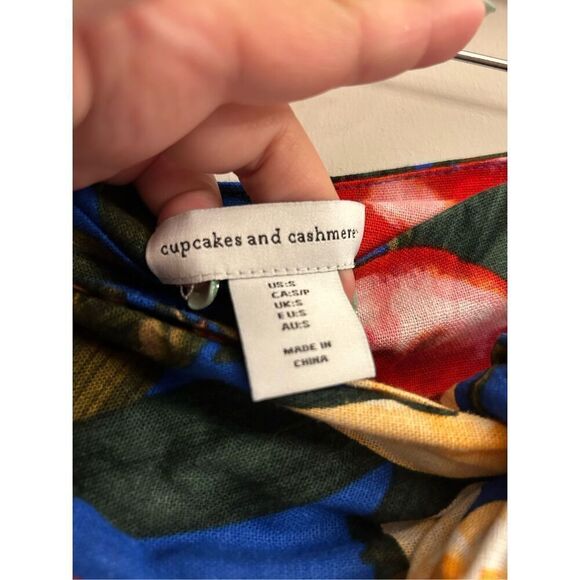 cupcakes and cashmere
US:S
CA:S/P
UK:S
EU:S
AU:S
MADE IN
CHINA